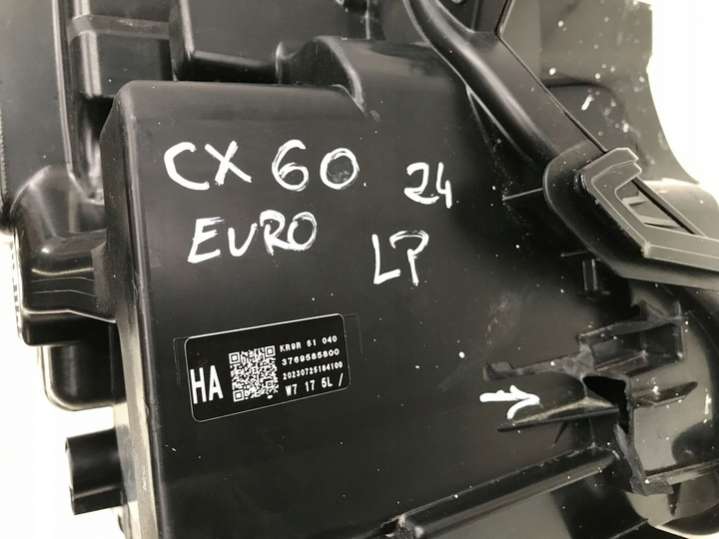 CX 60 24
EURO LP
HA
KR9R 51 040
3769585800
20230725184100
W7 17 5L /